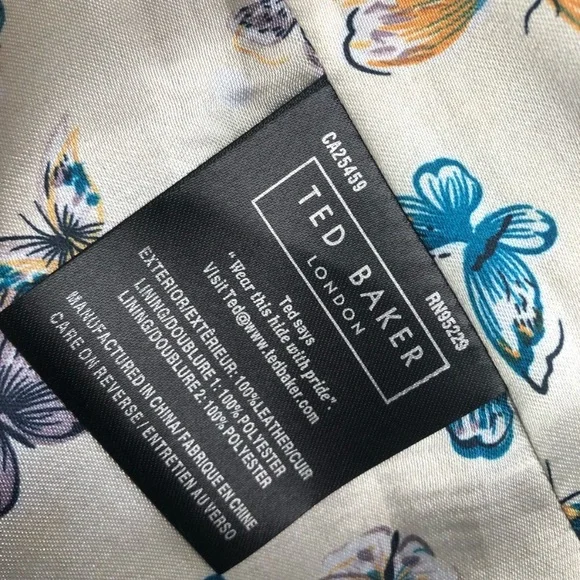 CA25459
TED BAKER
LONDON
RN95229
Ted says
"Wear this hide with pride".
Visit Ted@www.tedbaker.com
EXTERIOR/EXTÉRIEUR: 100%LEATHER/CUIR
LINING/DOUBLURE 1: 100% POLYESTER
LINING/DOUBLURE 2: 100% POLYESTER
MANUFACTURED IN CHINA/ FABRIQUE EN CHINE
CARE ON REVERSE / ENTRETIEN AU VERSO